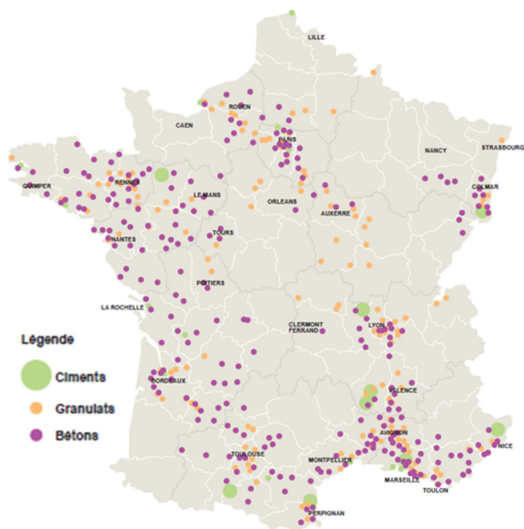 LILLE
ROUEN
CAEN
PARIS
NANCY
STRASBOURG
QUIMPER
RENNES
LE MANS
ORLEANS
AUXERRE
COLMAR
NANTES
TOURS
POITIERS
LA ROCHELLE
CLERMONT
FERRAND
LYON
Légende
Ciments
Granulats
Bétons
BORDEAUX
VALENCE
AVIGNON
TOULOUSE
MONTPELLIER
NICE
MARSEILLE
TOULON
PERPIGNAN